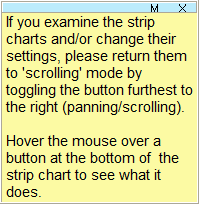 M X
If you examine the strip
charts and/or change their
settings, please return them
to 'scrolling' mode by
toggling the button furthest to
the right (panning/scrolling).

Hover the mouse over a
button at the bottom of  the
strip chart to see what it
does.